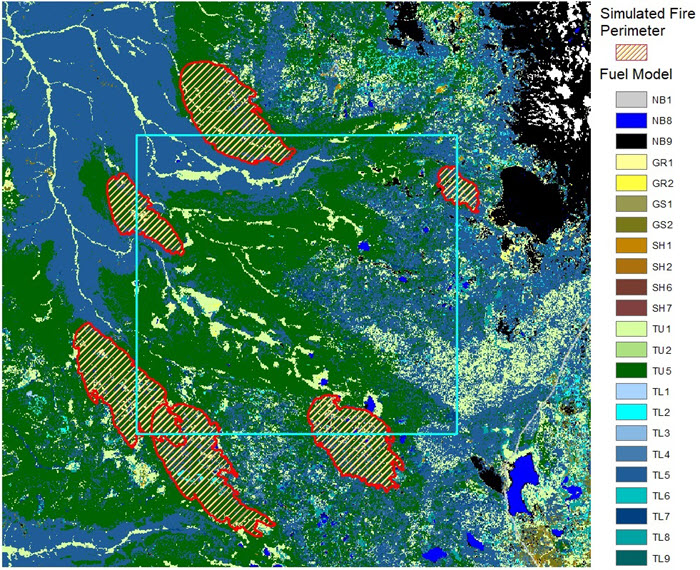 Simulated Fire
Perimeter
Fuel Model
NB1
NB8
NB9
GR1
GR2
GS1
GS2
SH1
SH2
SH6
SH7
TU1
TU2
TU5
TL1
TL2
TL3
TL4
TL5
TL6
TL7
TL8
TL9